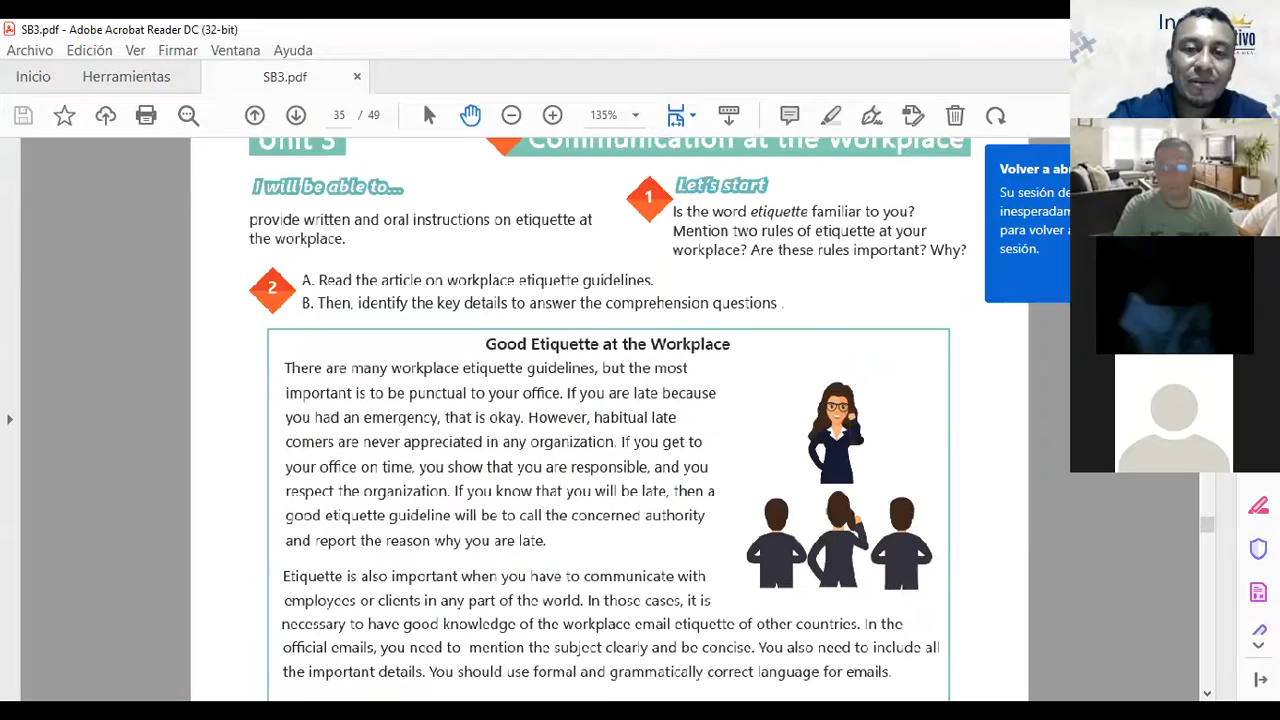 SB3.pdf - Adobe Acrobat Reader DC (32-bit)
Archivo Edición Ver Firmar Ventana Ayuda
Inicio Herramientas SB3.pdf ×
35 / 49 135%
Unit 3 Communication at the Workplace
I will be able to...
provide written and oral instructions on etiquette at
the workplace.
1 Let's start
Is the word etiquette familiar to you?
Mention two rules of etiquette at your
workplace? Are these rules important? Why?
Volver a ab
Su sesión de
inesperadam
para volver a
sesión.
2 A. Read the article on workplace etiquette guidelines.
B. Then, identify the key details to answer the comprehension questions .
Good Etiquette at the Workplace
There are many workplace etiquette guidelines, but the most
important is to be punctual to your office. If you are late because
you had an emergency, that is okay. However, habitual late
comers are never appreciated in any organization. If you get to
your office on time, you show that you are responsible, and you
respect the organization. If you know that you will be late, then a
good etiquette guideline will be to call the concerned authority
and report the reason why you are late.
Etiquette is also important when you have to communicate with
employees or clients in any part of the world. In those cases, it is
necessary to have good knowledge of the workplace email etiquette of other countries. In the
official emails, you need to mention the subject clearly and be concise. You also need to include all
the important details. You should use formal and grammatically correct language for emails.